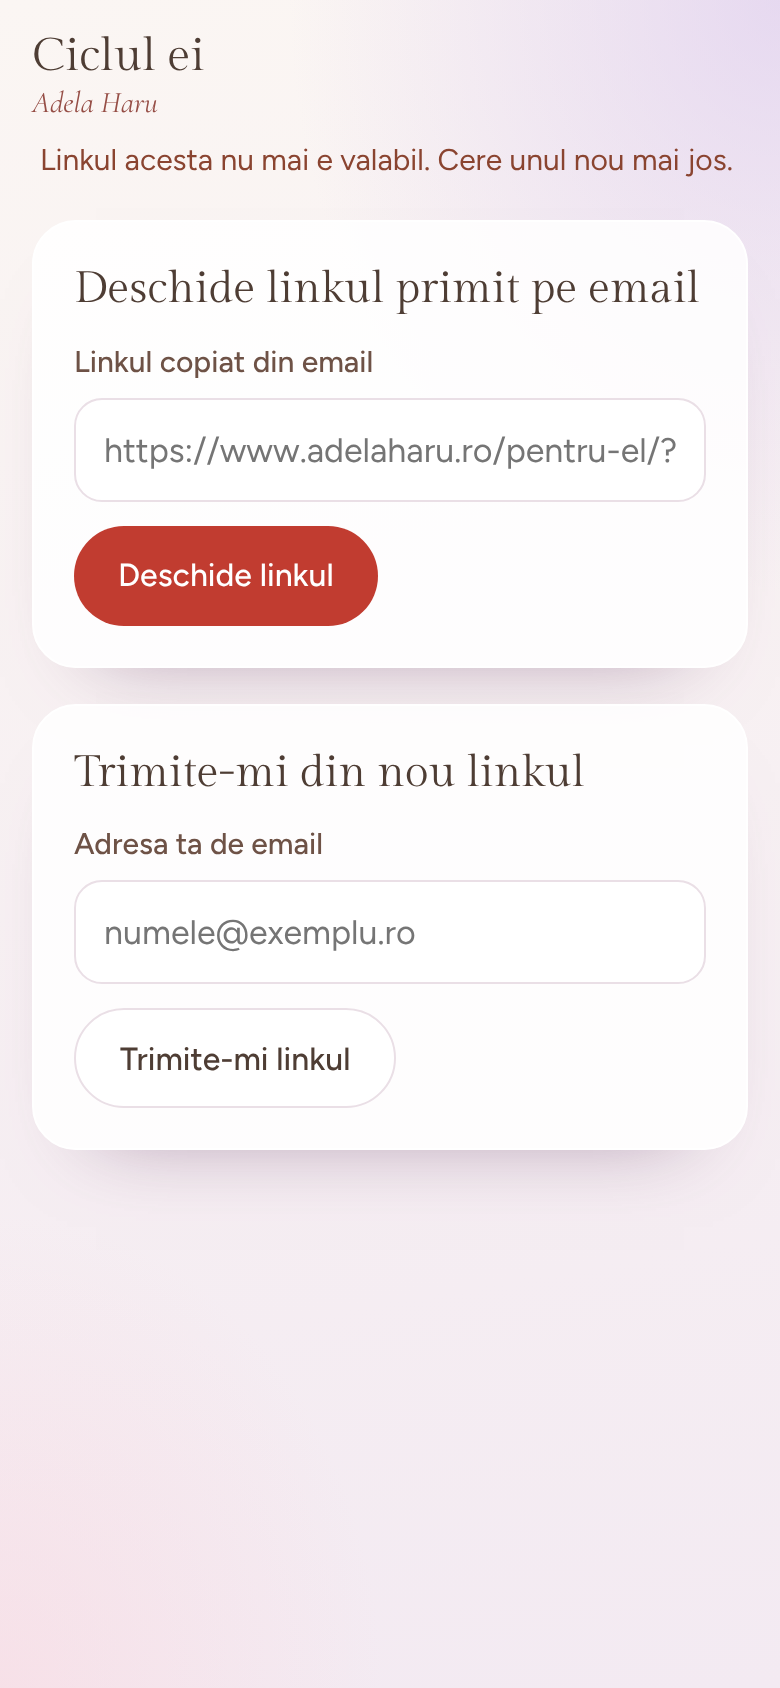 Ciclul ei
Adela Haru
Linkul acesta nu mai e valabil. Cere unul nou mai jos.
Deschide linkul primit pe email
Linkul copiat din email
https://www.adelaharu.ro/pentru-el/?
Deschide linkul
Trimite-mi din nou linkul
Adresa ta de email
numele@exemplu.ro
Trimite-mi linkul